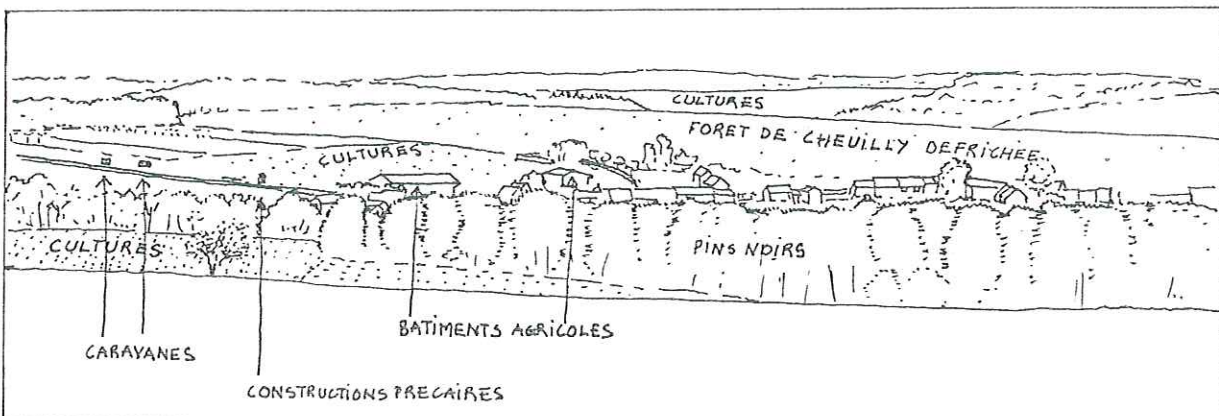 CULTURES
FORET DE CHEUILLY DEFRICHEE
CULTURES
CULTURES
PINS NOIRS
BATIMENTS AGRICOLES
CARAVANES
CONSTRUCTIONS PRECAIRES